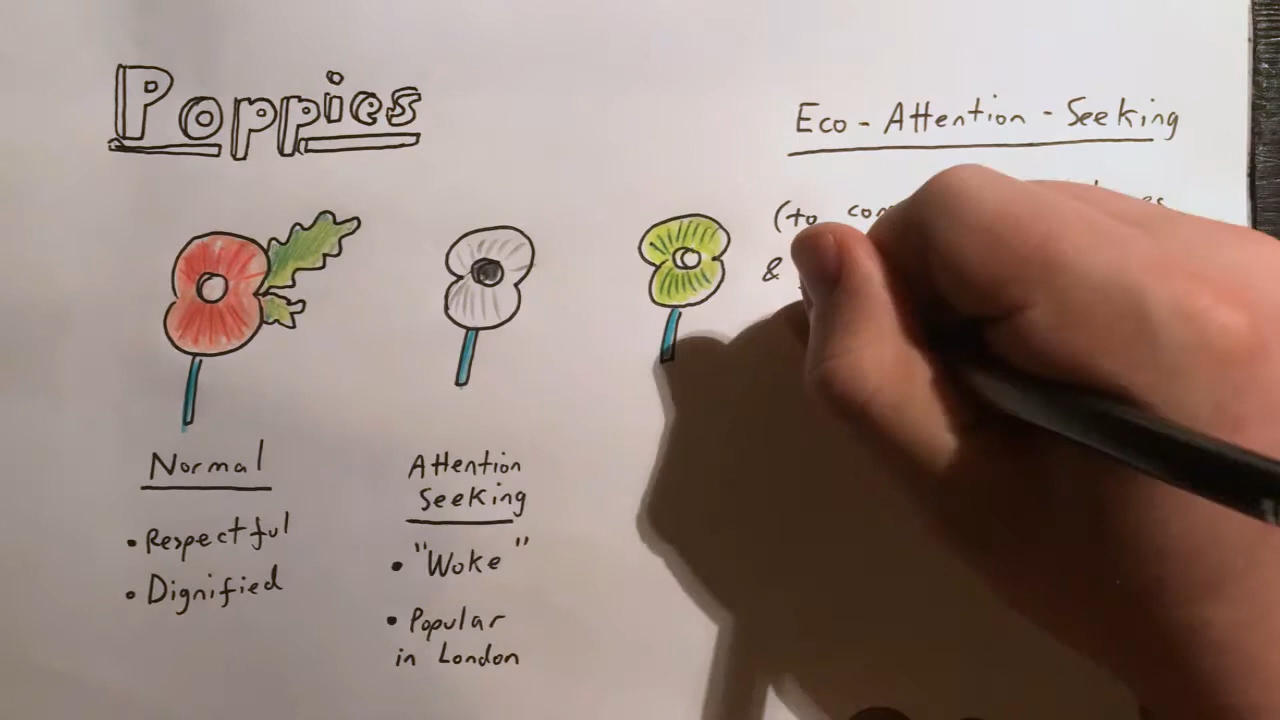 Poppies
Normal
• Respectful
• Dignified
Attention
Seeking
• "Woke"
• Popular
in London
Eco - Attention - Seeking
(to
&